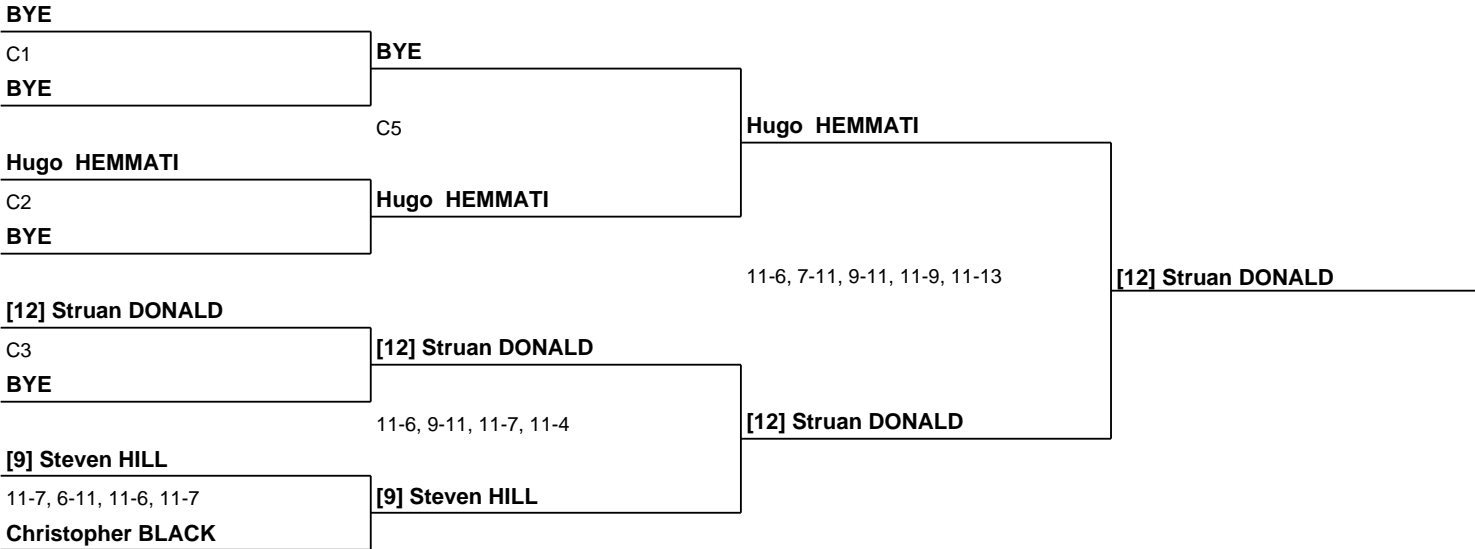 BYE
C1
BYE
BYE
C5
Hugo HEMMATI
Hugo HEMMATI
C2
Hugo HEMMATI
BYE
11-6, 7-11, 9-11, 11-9, 11-13
[12] Struan DONALD
[12] Struan DONALD
C3
[12] Struan DONALD
BYE
11-6, 9-11, 11-7, 11-4
[12] Struan DONALD
[9] Steven HILL
11-7, 6-11, 11-6, 11-7
[9] Steven HILL
Christopher BLACK